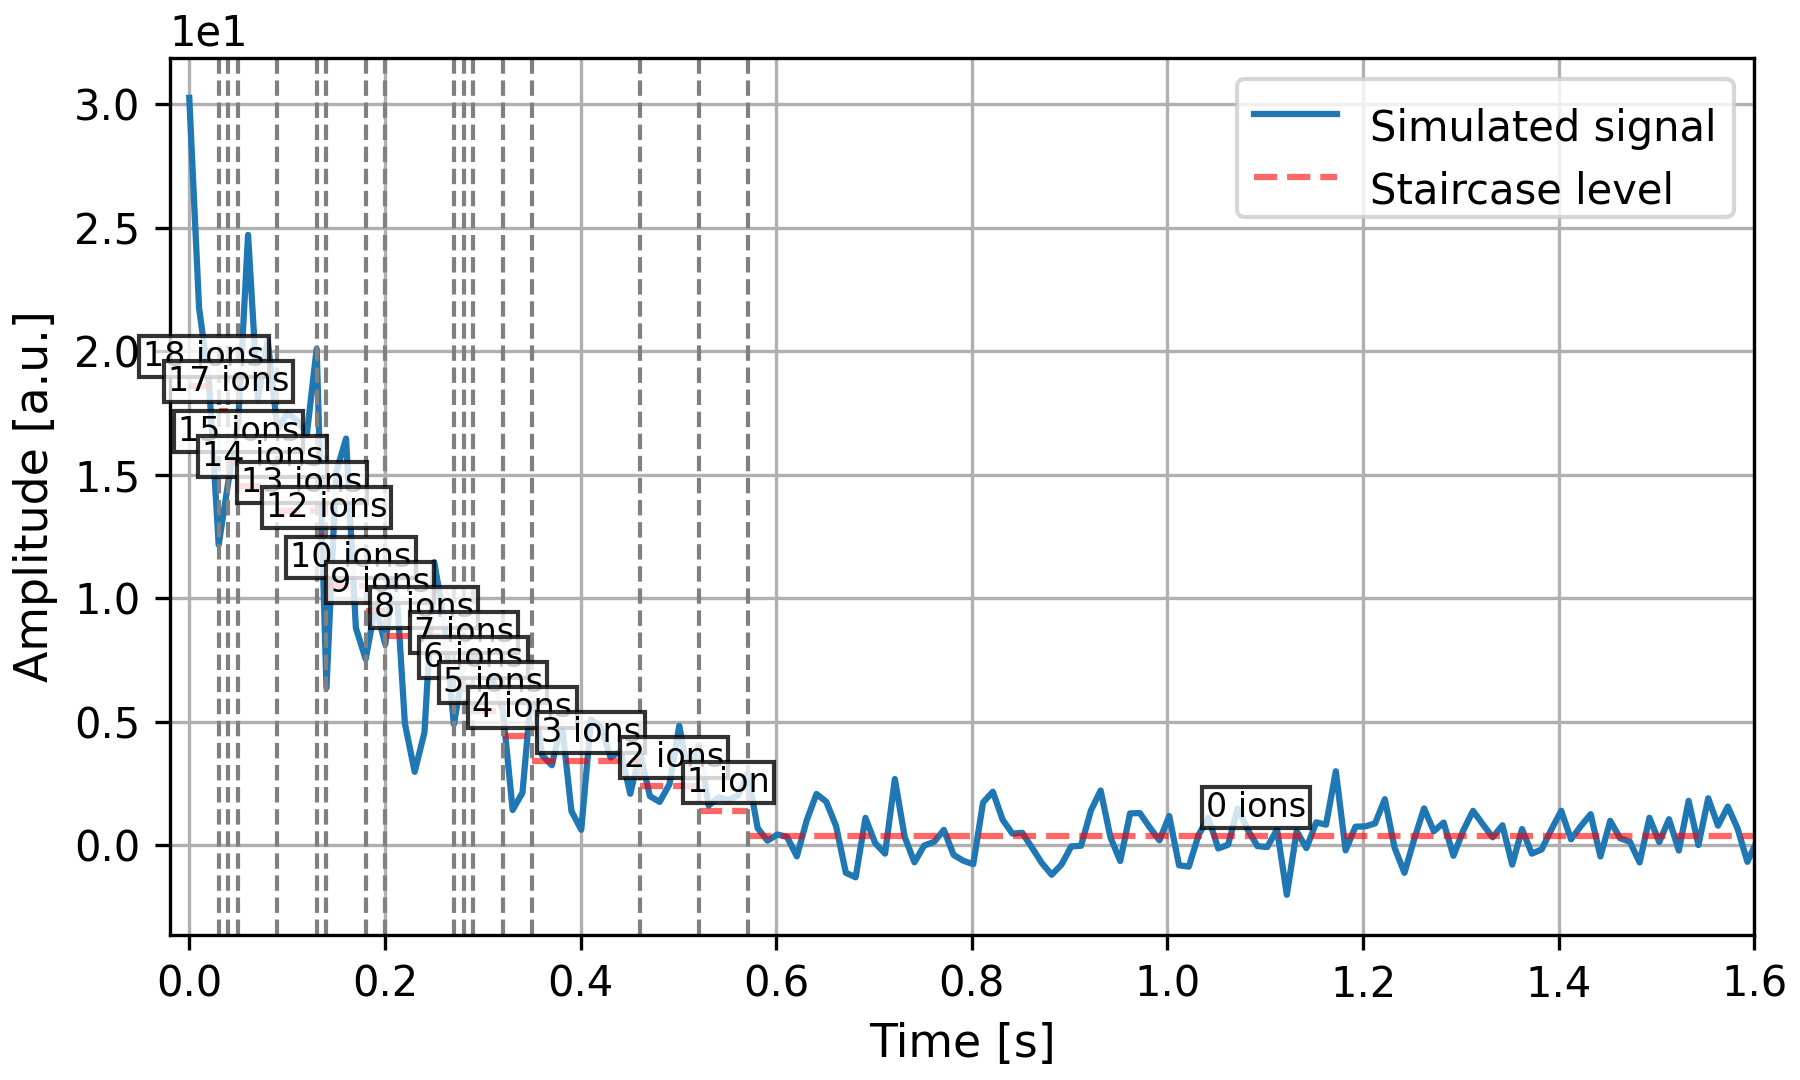 1e1
3.0
2.5
2.0
1.5
1.0
0.5
0.0
Amplitude [a.u.]
Simulated signal
Staircase level
18 ions
17 ions
15 ions
14 ions
13 ions
12 ions
10 ions
9 ions
8 ions
7 ions
6 ions
5 ions
4 ions
3 ions
2 ions
1 ion
0 ions
0.0 0.2 0.4 0.6 0.8 1.0 1.2 1.4 1.6
Time [s]